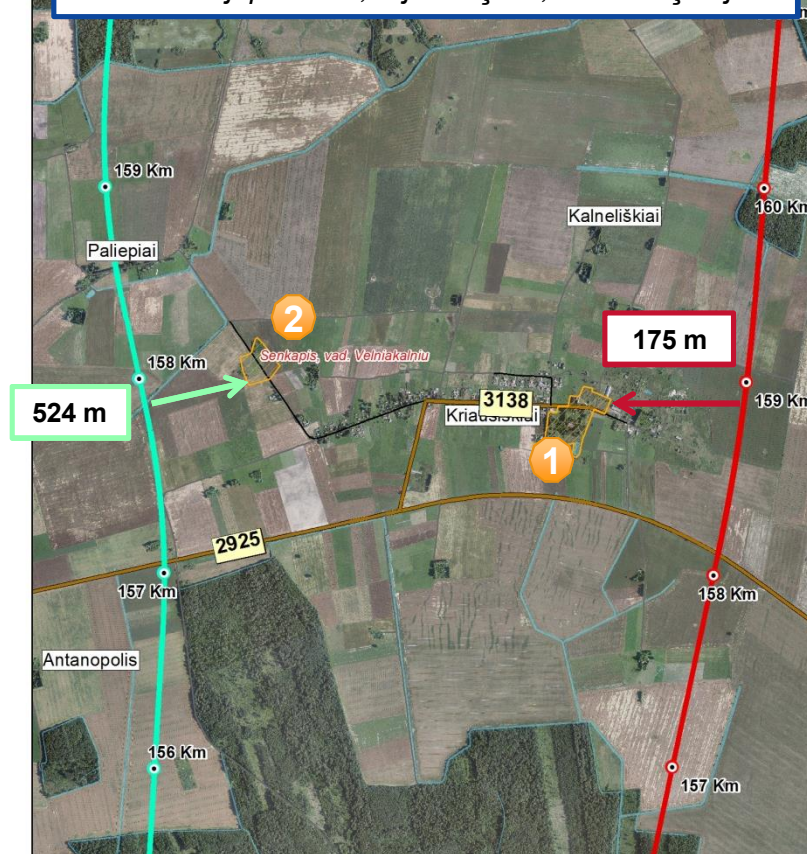 159 Km
160 Km
Kalneliškiai
Paliepiai
2
175 m
Senkapis, vad. Velniakalniu
158 Km
159 Km
524 m
3138
Kriaušiškiai
1
2925
157 Km
158 Km
Antanopolis
156 Km
157 Km